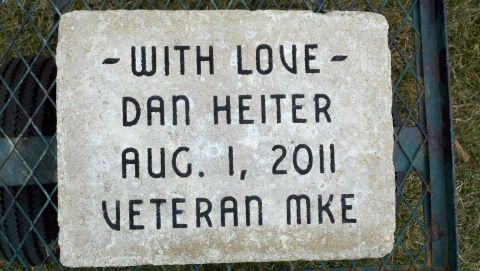 ~ WITH LOVE ~
DAN HEITER
AUG. 1, 2011
VETERAN MKE